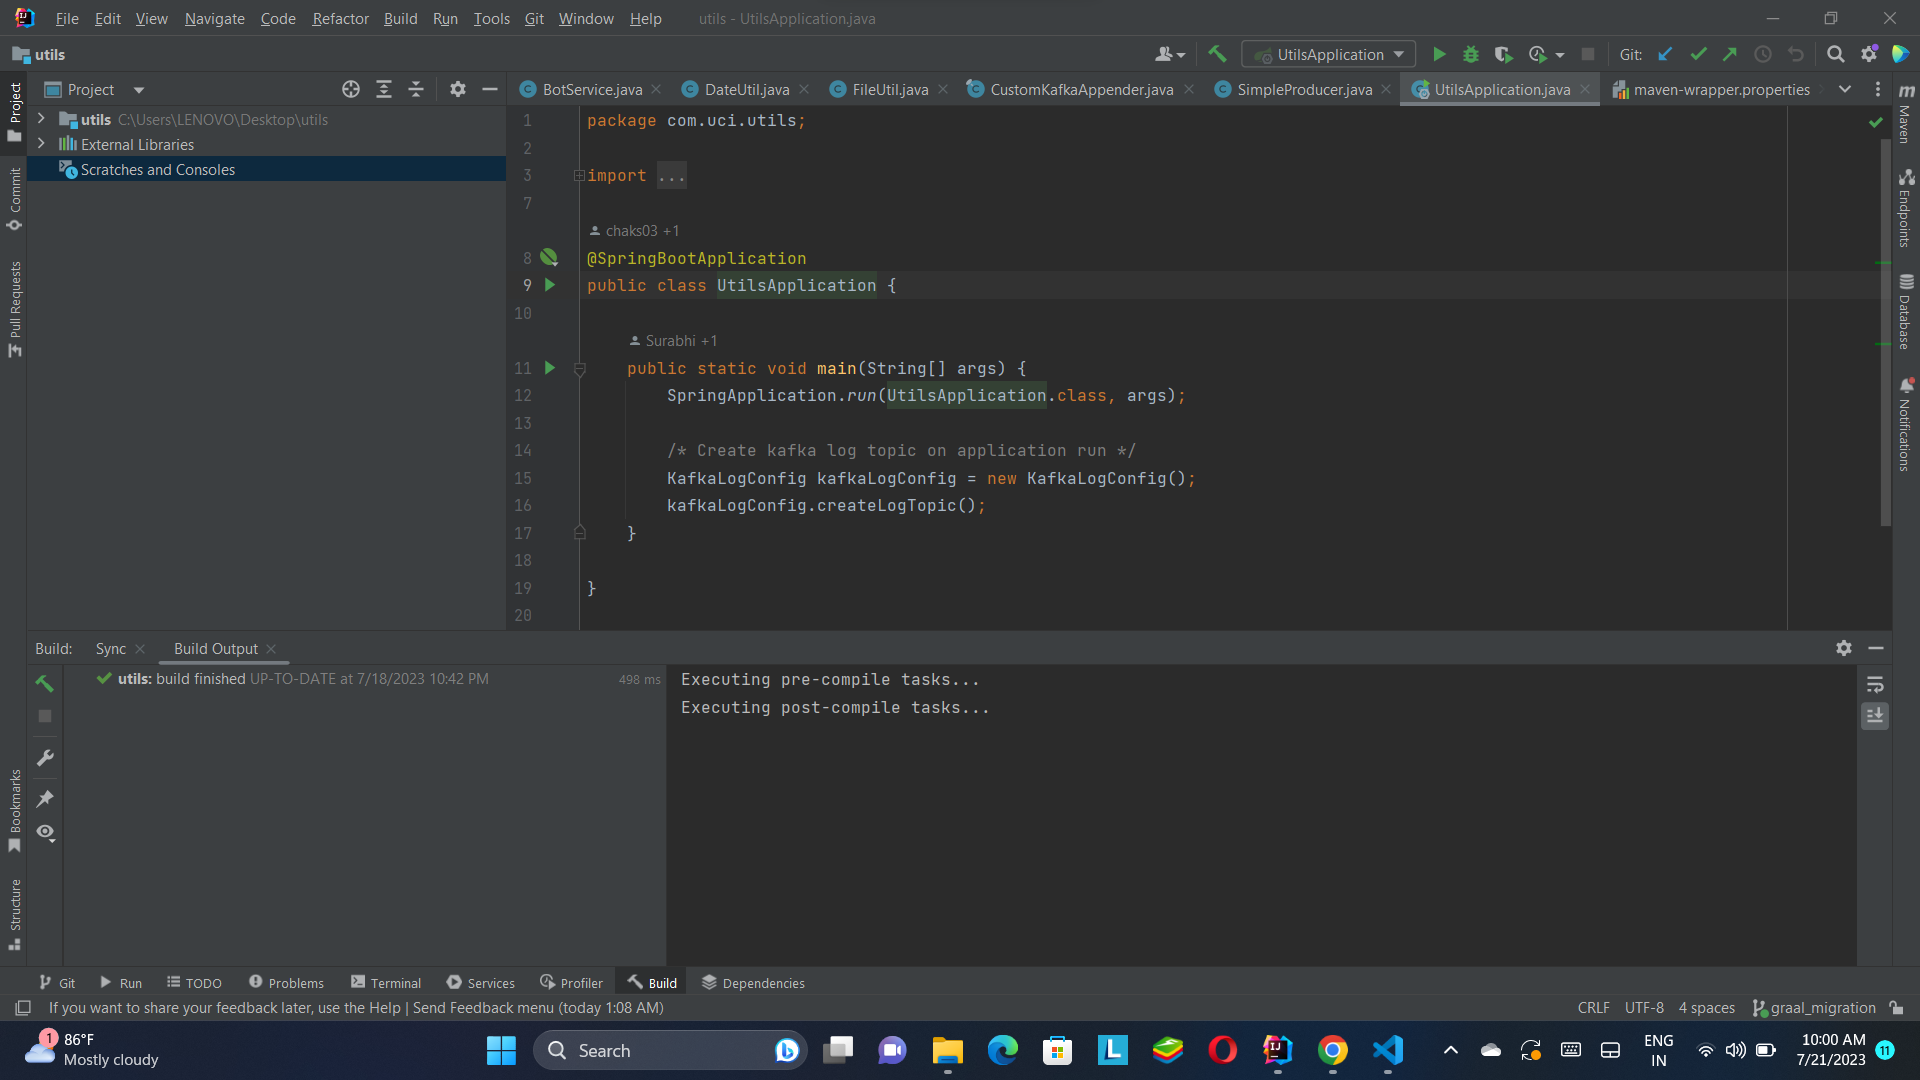 File Edit View Navigate Code Refactor Build Run Tools Git Window Help utils - UtilsApplication.java
utils
UtilsApplication
Git:
Project
BotService.java
DateUtil.java
FileUtil.java
CustomKafkaAppender.java
SimpleProducer.java
UtilsApplication.java
maven-wrapper.properties
utils C:\Users\LENOVO\Desktop\utils
External Libraries
Scratches and Consoles
Project
Commit
Pull Requests
Bookmarks
Structure
1 package com.uci.utils;
2
3 import ...
7
chaks03 +1
8 @SpringBootApplication
9 public class UtilsApplication {
10
Surabhi +1
11 public static void main(String[] args) {
12 SpringApplication.run(UtilsApplication.class, args);
13
14 /* Create kafka log topic on application run */
15 KafkaLogConfig kafkaLogConfig = new KafkaLogConfig();
16 kafkaLogConfig.createLogTopic();
17 }
18
19 }
20
m Maven
Endpoints
Database
Notifications
Build: Sync Build Output
utils: build finished UP-TO-DATE at 7/18/2023 10:42 PM 498 ms
Executing pre-compile tasks...
Executing post-compile tasks...
Git Run TODO Problems Terminal Services Profiler Build Dependencies
If you want to share your feedback later, use the Help | Send Feedback menu (today 1:08 AM)
CRLF UTF-8 4 spaces graal_migration
1
86°F
Mostly cloudy
Search
L
IJ
ENG
IN
10:00 AM
7/21/2023
11